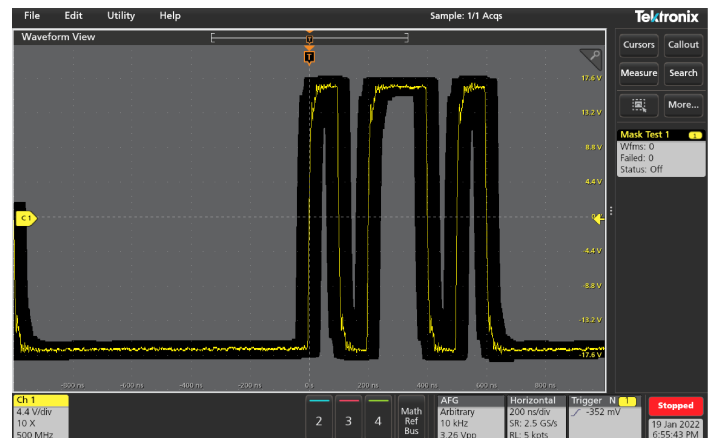 File Edit Utility Help Sample: 1/1 Acqs Tektronix
Waveform View
T
T
Cursors Callout
Measure Search
More...
Mask Test 1 1
Wfms: 0
Failed: 0
Status: Off
17.6 V
13.2 V
8.8 V
4.4 V
C1
-4.4 V
-8.8 V
-13.2 V
-17.6 V
-800 ns -600 ns -400 ns -200 ns 0 s 200 ns 400 ns 600 ns 800 ns
Ch 1
4.4 V/div
10 X
500 MHz
2 3 4
Math
Ref
Bus
AFG
Arbitrary
10 kHz
3.26 Vpp
Horizontal
200 ns/div
SR: 2.5 GS/s
RL: 5 kpts
Trigger N 1
-352 mV
Stopped
19 Jan 2022
6:55:43 PM